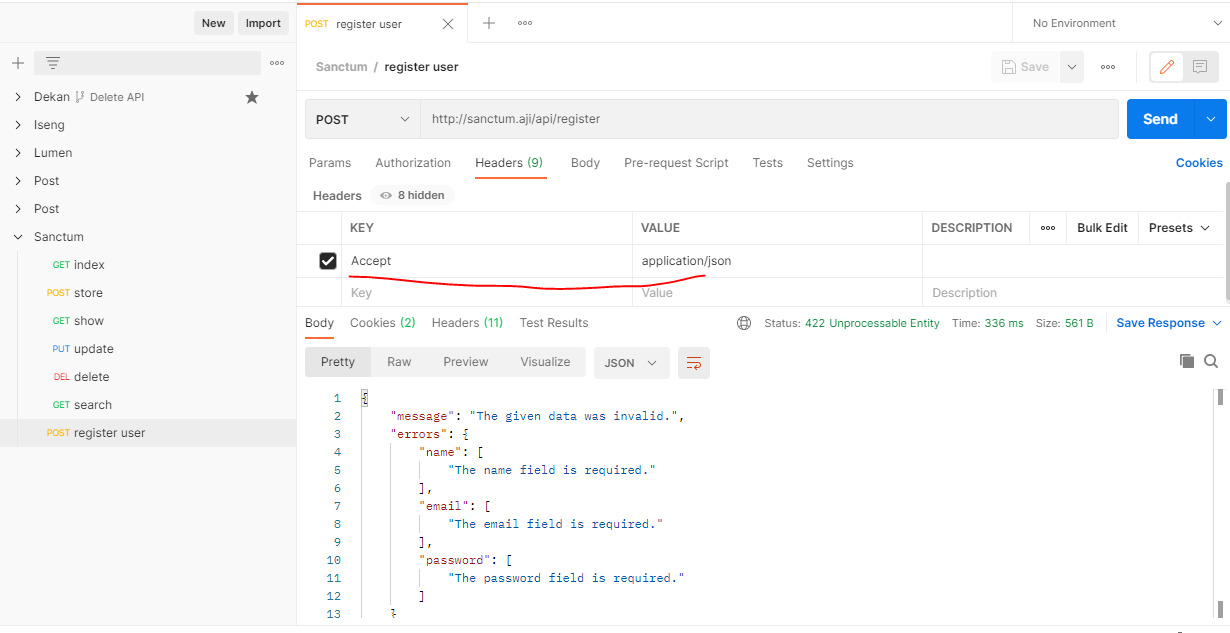 New Import POST register user No Environment
Sanctum / register user Save
Dekan Delete API
Iseng
Lumen
Post
Post
Sanctum
GET index
POST store
GET show
PUT update
DEL delete
GET search
POST register user
POST http://sanctum.aji/api/register Send
Params Authorization Headers (9) Body Pre-request Script Tests Settings Cookies
Headers 8 hidden
KEY VALUE DESCRIPTION Bulk Edit Presets
Accept application/json
Key Value Description
Body Cookies (2) Headers (11) Test Results Status: 422 Unprocessable Entity Time: 336 ms Size: 561 B Save Response
Pretty Raw Preview Visualize JSON
1 {
2 "message": "The given data was invalid.",
3 "errors": {
4 "name": [
5 "The name field is required."
6 ],
7 "email": [
8 "The email field is required."
9 ],
10 "password": [
11 "The password field is required."
12 ]
13 }